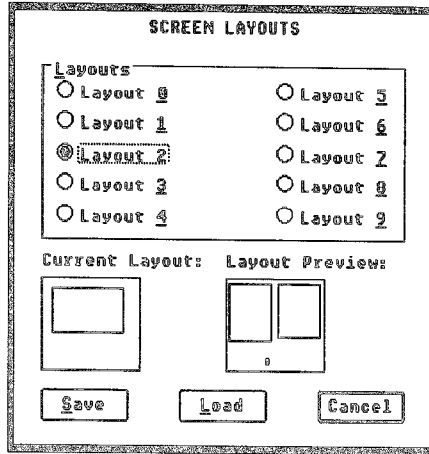 SCREEN LAYOUTS
Layouts
Layout 0
Layout 5
Layout 1
Layout 6
Layout 2
Layout 7
Layout 3
Layout 8
Layout 4
Layout 9
Current Layout: Layout Preview:
0
Save Load Cancel